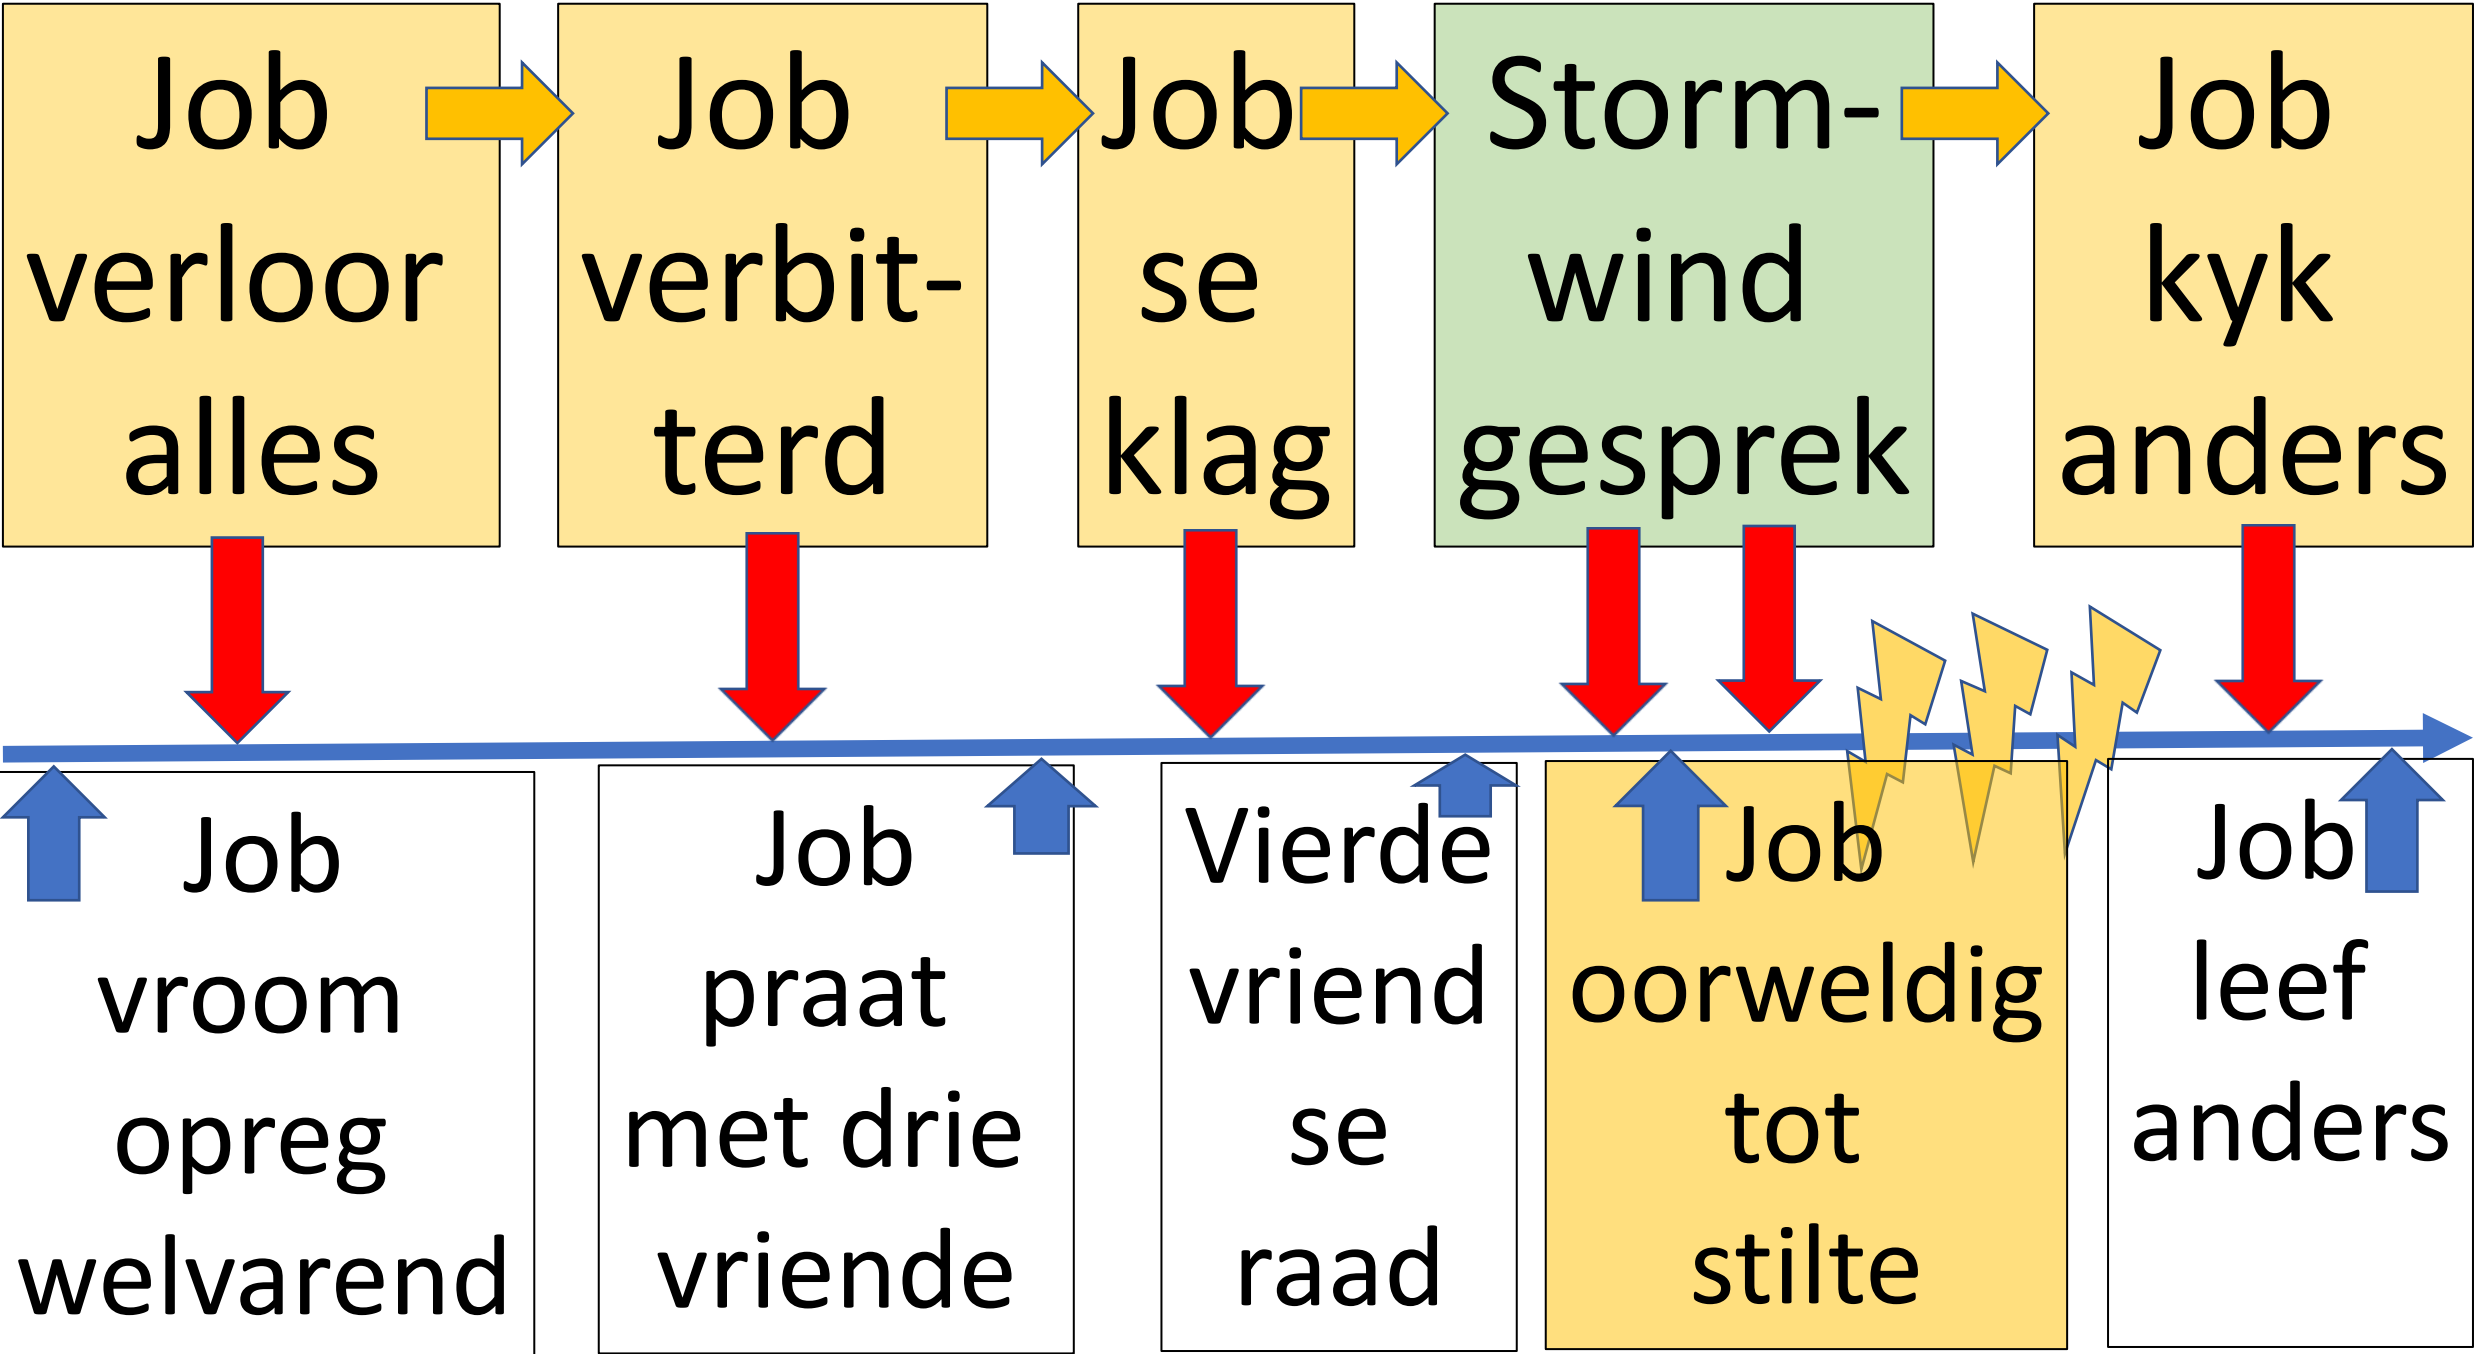 Job
verloor
alles
Job
verbit-
terd
Job
se
klag
Storm-
wind
gesprek
Job
kyk
anders
Job
vroom
opreg
welvarend
Job
praat
met drie
vriende
Vierde
vriend
se
raad
Job
oorweldig
tot
stilte
Job
leef
anders